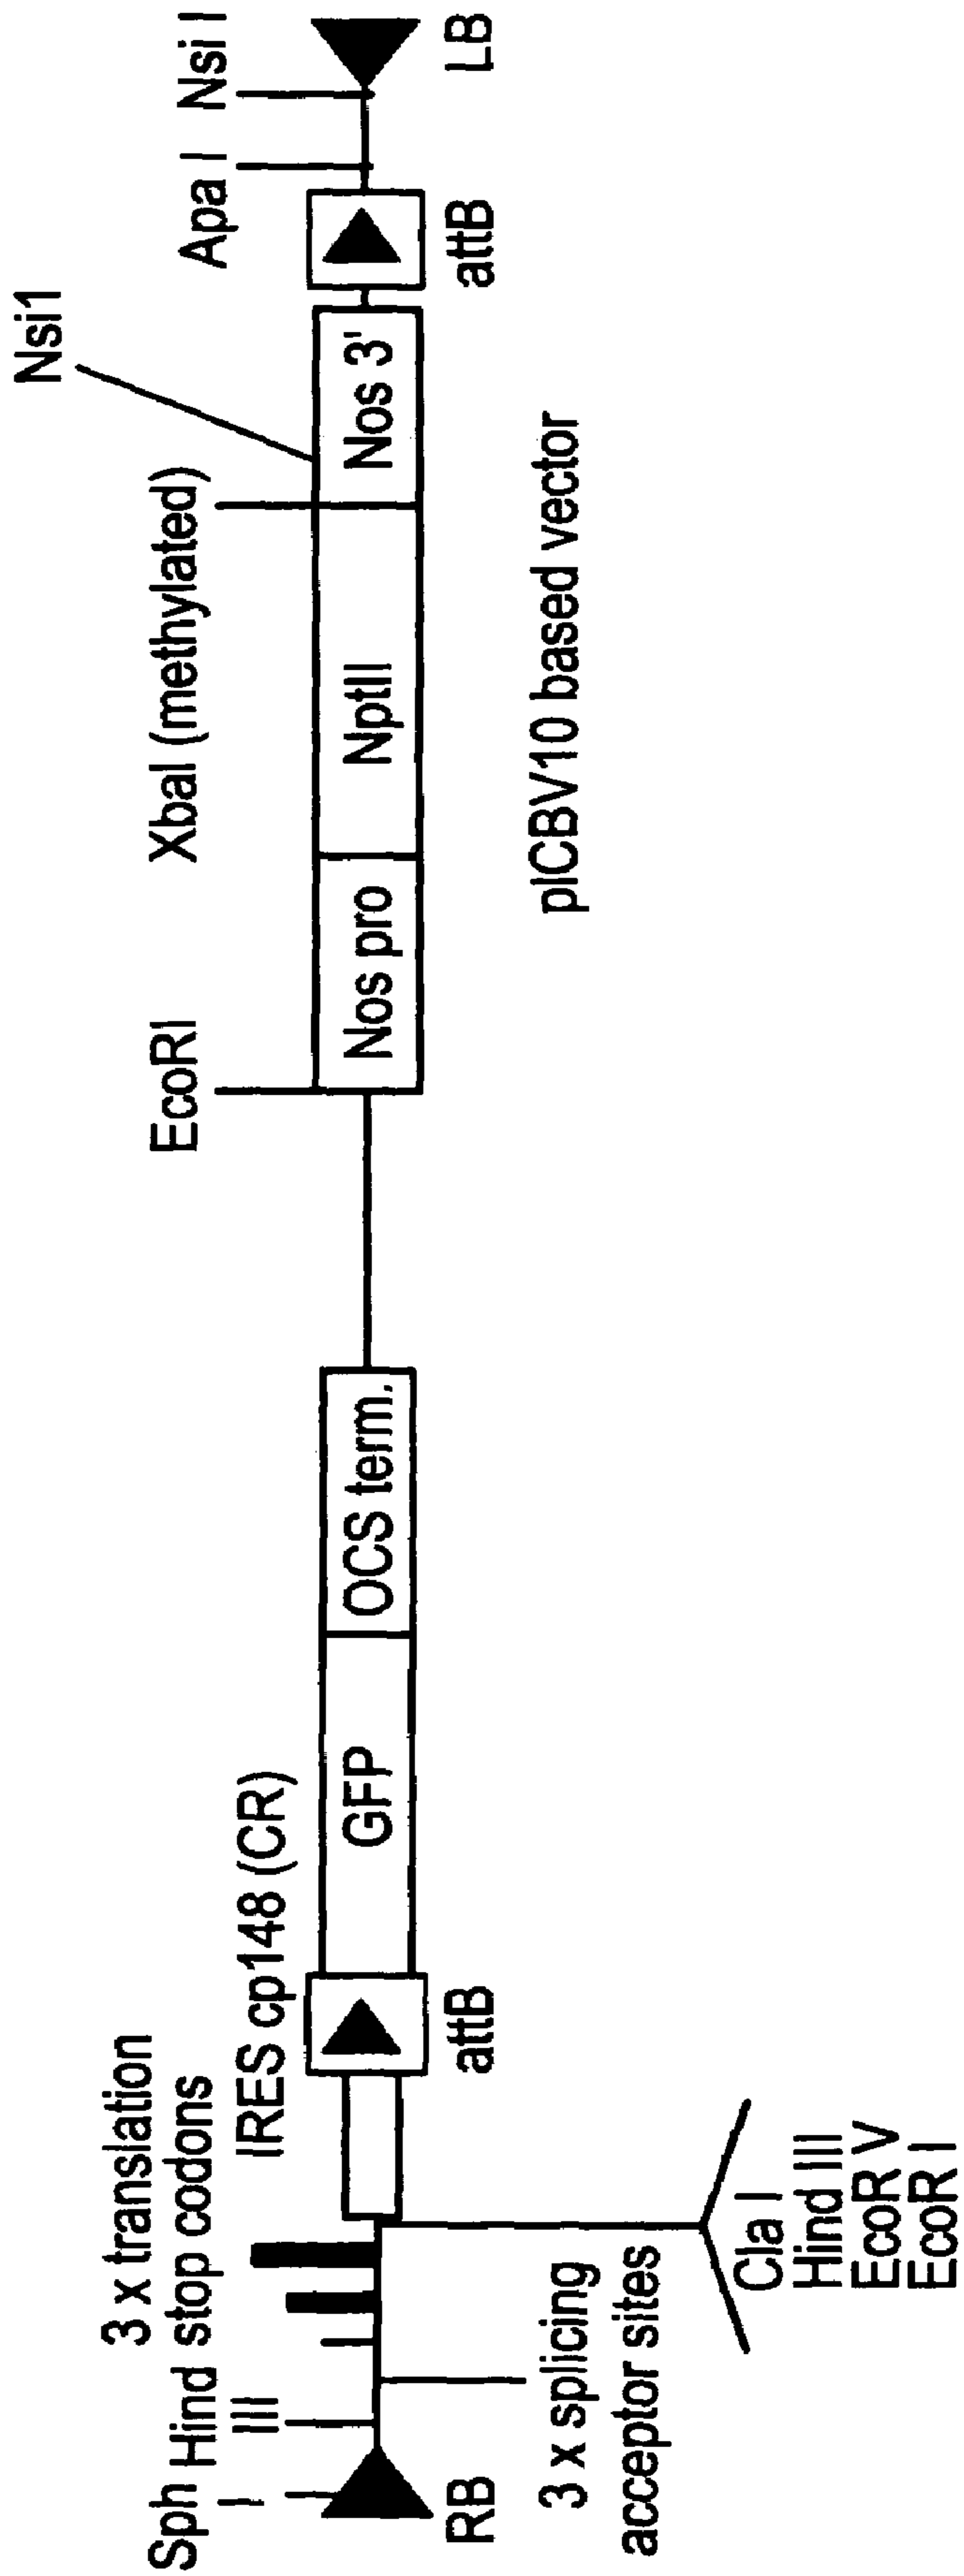 Sph
I
Hind
III
3 x translation
stop codons
IRES cp148 (CR)
EcoRI
XbaI (methylated)
Nsi1
Apa I
Nsi I
RB
attB
GFP
OCS term.
Nos pro
NptII
Nos 3'
attB
LB
3 x splicing
acceptor sites
Cla I
Hind III
EcoR V
EcoR I
pICBV10 based vector